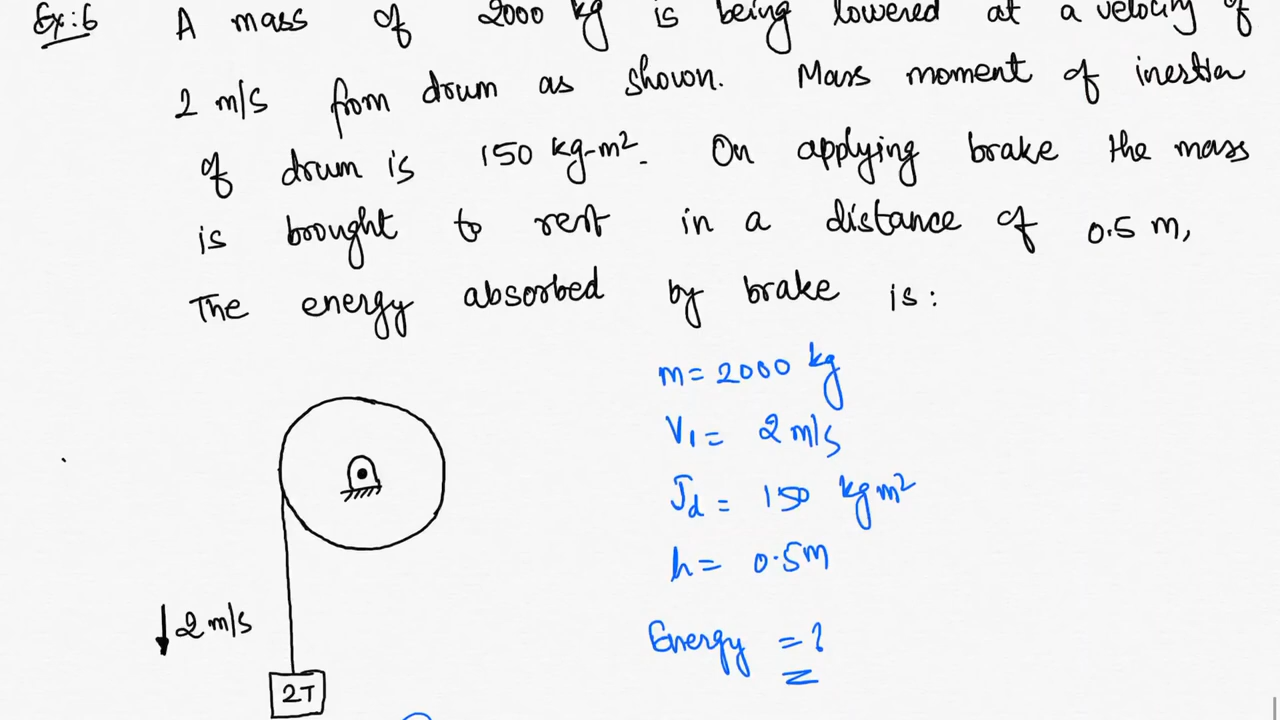 Ex:6 A mass of 2000 kg is being lowered at a velocity of
2 m/s from drum as shown. Mass moment of inertia
of drum is 150 kg-m². On applying brake the mass
is brought to rest in a distance of 0.5 m,
The energy absorbed by brake is:
m = 2000 kg
V₁ = 2 m/s
J_d = 150 kg m²
h = 0.5m
Energy = ?
↓ 2 m/s
2T